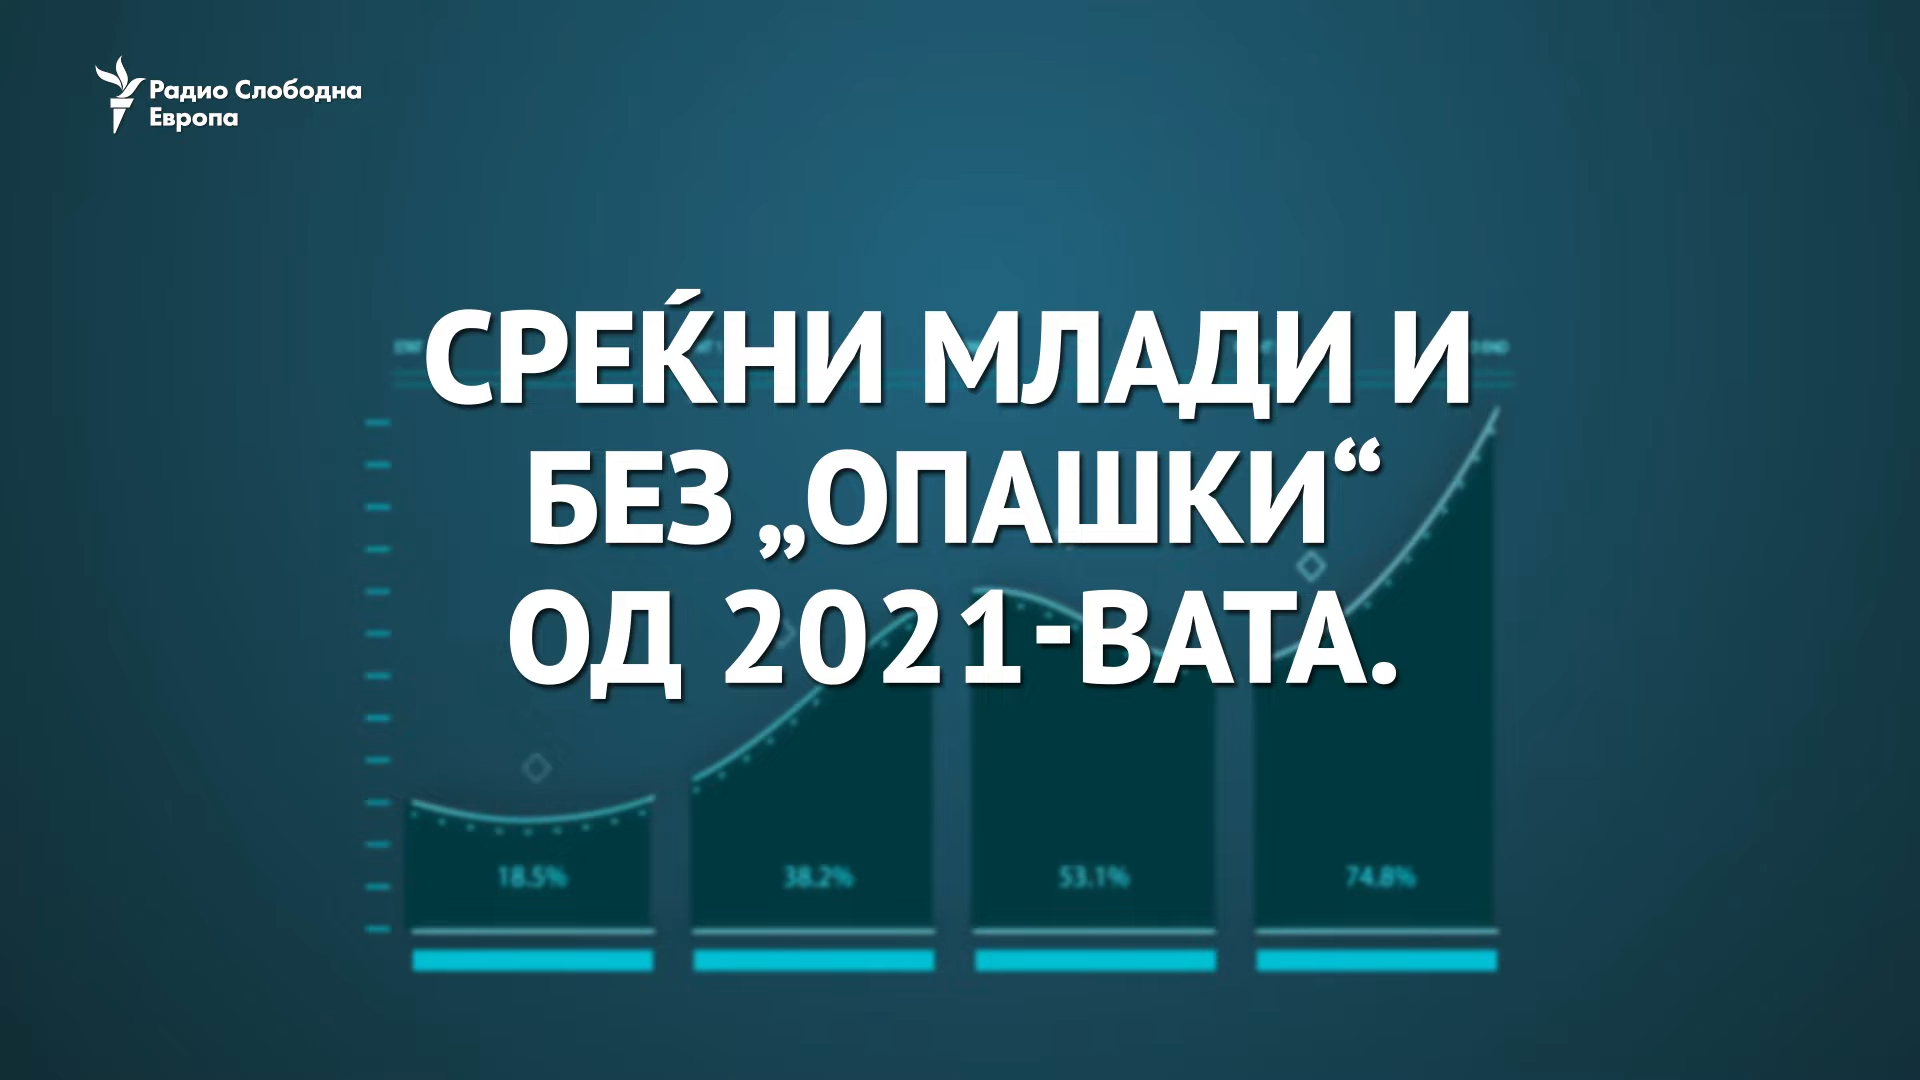 Радио Слободна
Европа
СРЕЌНИ МЛАДИ И
БЕЗ „ОПАШКИ“
ОД 2021-ВАТА.
18.5%
38.2%
53.1%
74.8%